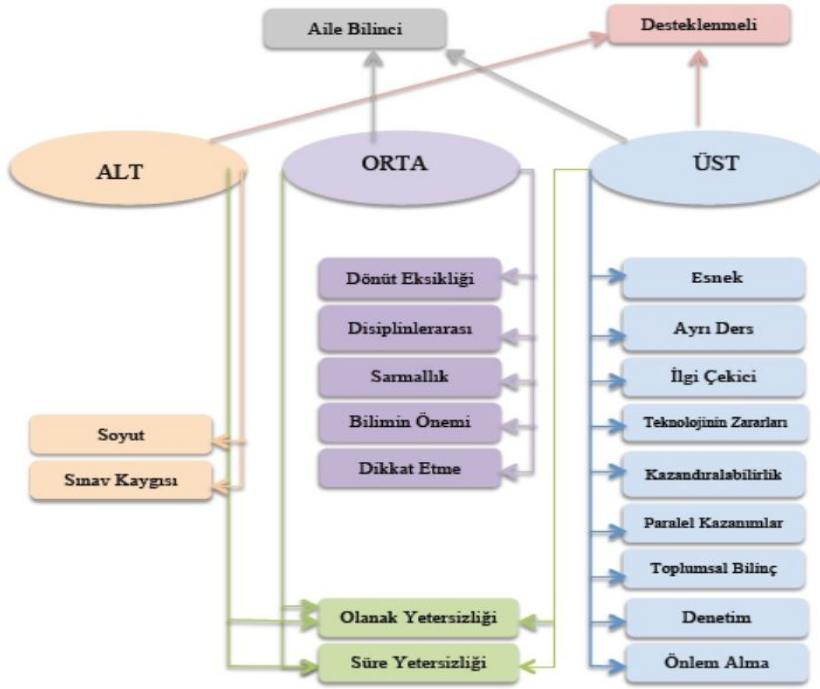 Aile Bilinci
Desteklenmeli
ALT
ORTA
ÜST
Dönüt Eksikliği
Disiplinlerarası
Sarmallık
Bilimin Önemi
Dikkat Etme
Soyut
Sınav Kaygısı
Esnek
Ayrı Ders
İlgi Çekici
Teknolojinin Zararları
Kazandıralabilirlik
Paralel Kazanımlar
Toplumsal Bilinç
Denetim
Önlem Alma
Olanak Yetersizliği
Süre Yetersizliği